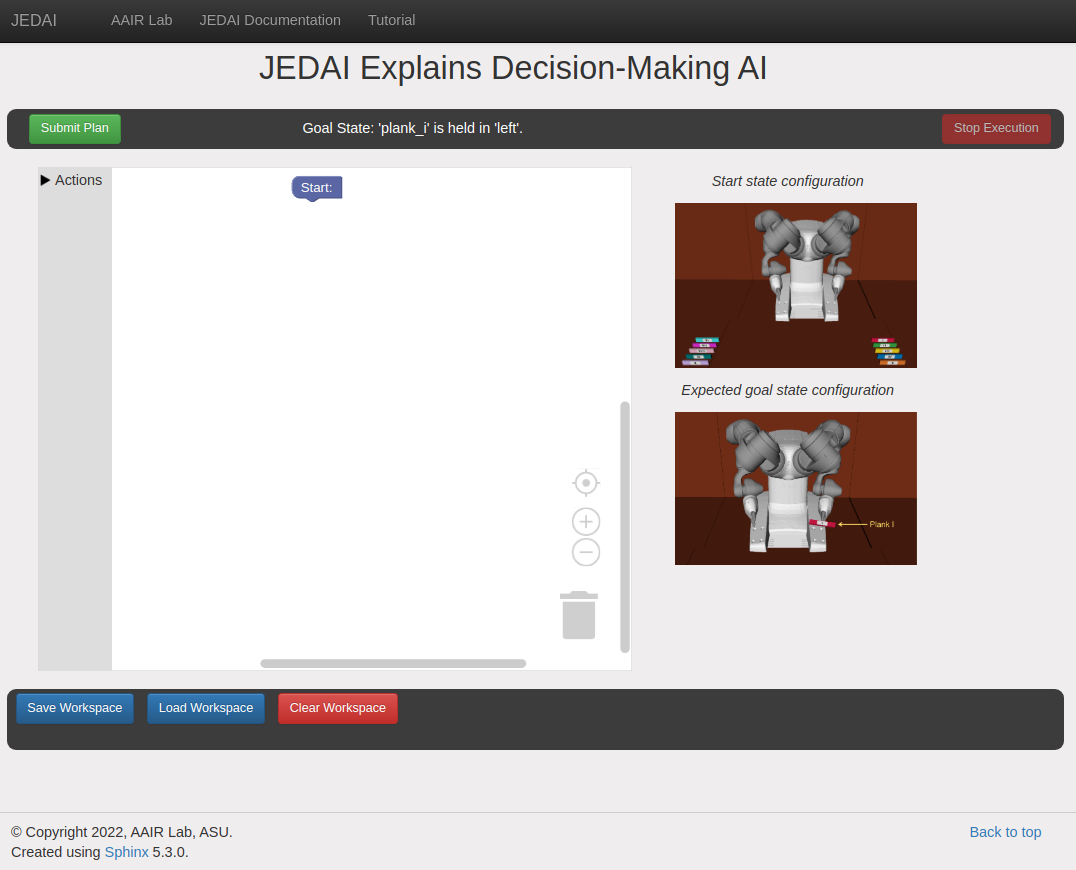 JEDAI AAIR Lab JEDAI Documentation Tutorial
JEDAI Explains Decision-Making AI
Submit Plan Goal State: 'plank_i' is held in 'left'. Stop Execution
Actions
Start:
Start state configuration
Expected goal state configuration
Plank I
Save Workspace Load Workspace Clear Workspace
© Copyright 2022, AAIR Lab, ASU. Back to top
Created using Sphinx 5.3.0.